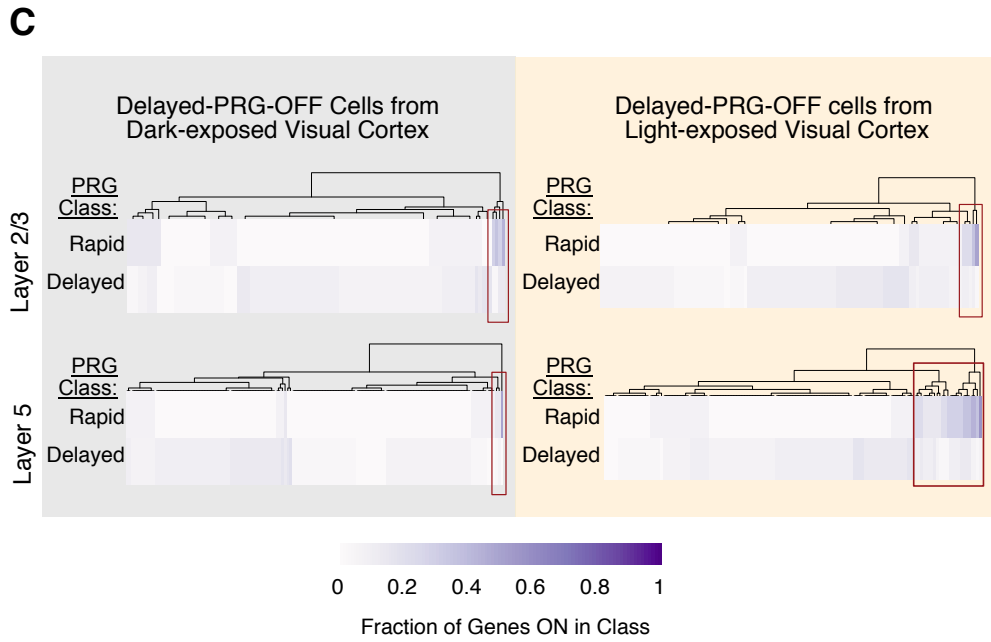 C
Delayed-PRG-OFF Cells from
Dark-exposed Visual Cortex
Delayed-PRG-OFF cells from
Light-exposed Visual Cortex
Layer 2/3
PRG
Class:
Rapid
Delayed
PRG
Class:
Rapid
Delayed
Layer 5
PRG
Class:
Rapid
Delayed
PRG
Class:
Rapid
Delayed
0 0.2 0.4 0.6 0.8 1
Fraction of Genes ON in Class